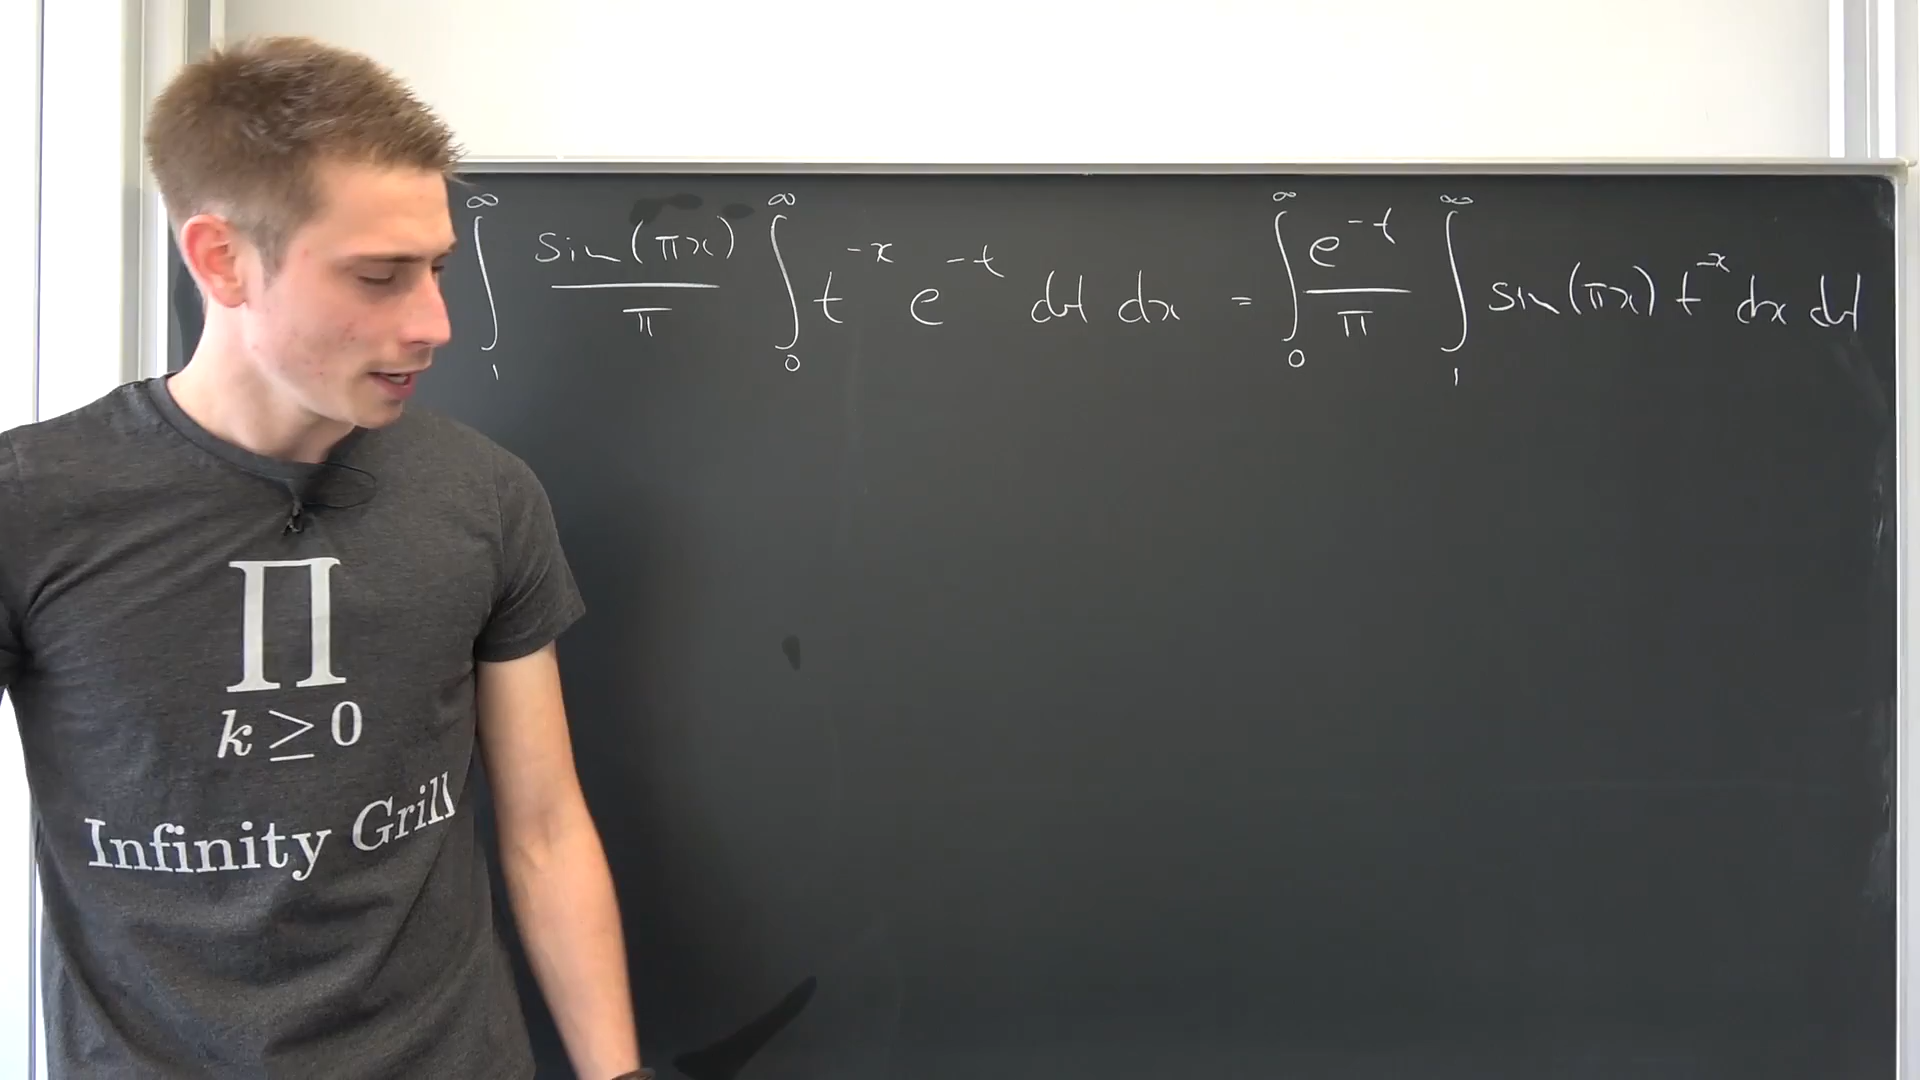 ∫₁^∞ sin(πx)/π ∫₀^∞ t^{-x} e^{-t} dt dx = ∫₀^∞ e^{-t}/π ∫₁^∞ sin(πx) t^{-x} dx dt
∏
k ≥ 0
Infinity Grill